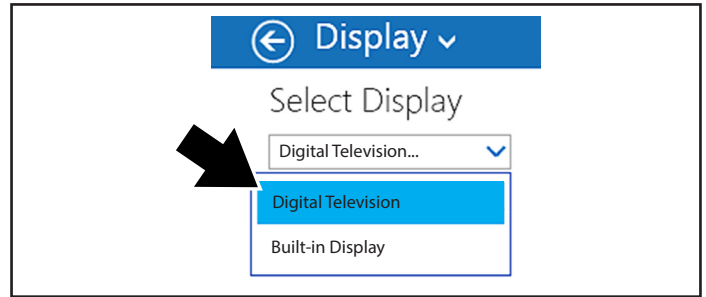 Display
Select Display
Digital Television...
Digital Television
Built-in Display